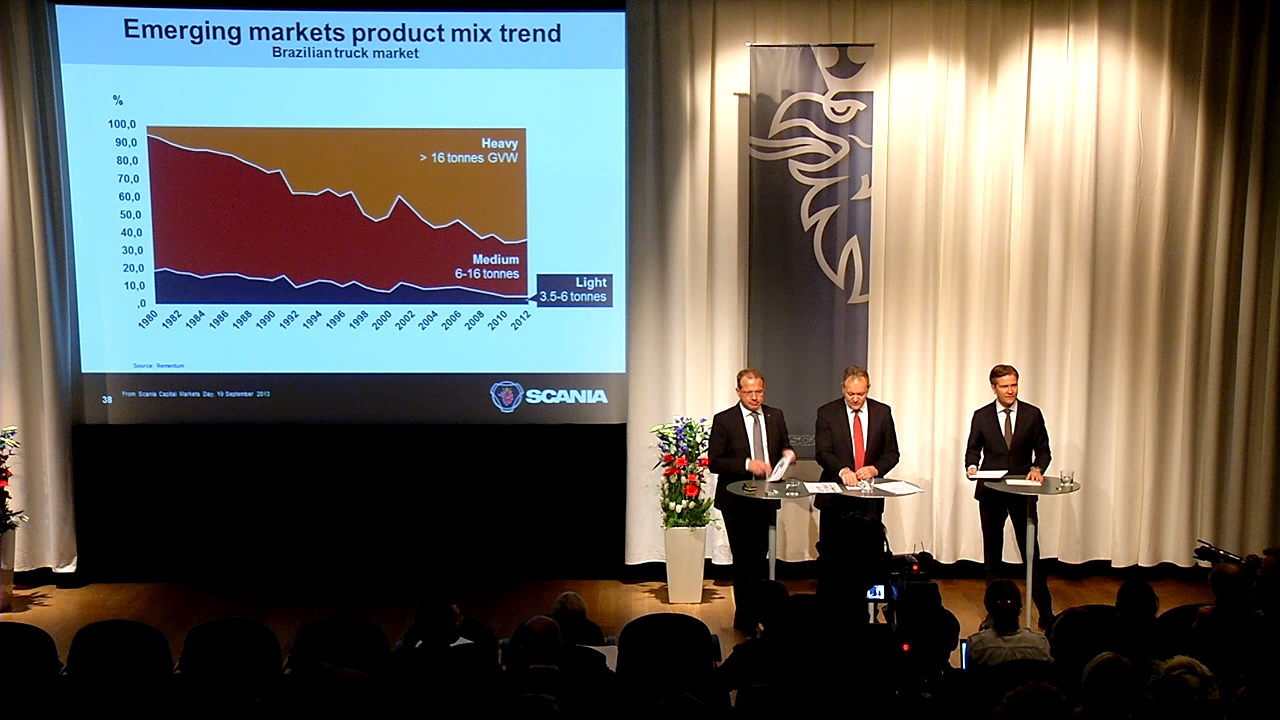 Emerging markets product mix trend
Brazilian truck market
%
100,0
90,0
80,0
70,0
60,0
50,0
40,0
30,0
20,0
10,0
,0
Heavy
> 16 tonnes GVW
Medium
6-16 tonnes
Light
3.5-6 tonnes
1980 1982 1984 1986 1988 1990 1992 1994 1996 1998 2000 2002 2004 2006 2008 2010 2012
Source: Rementum
38
From Scania Capital Markets Day, 19 September 2013
SCANIA